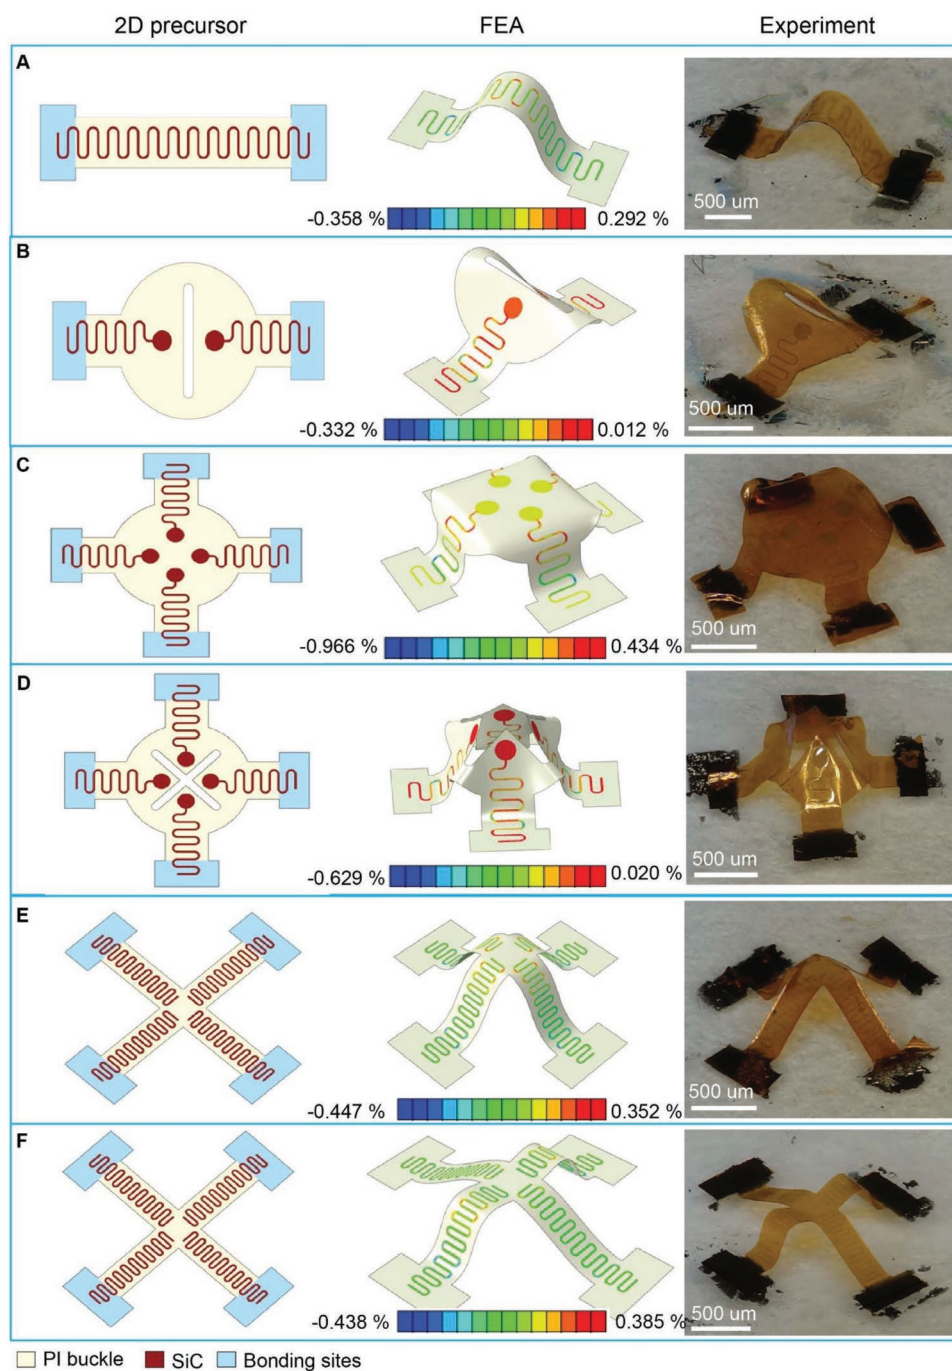 2D precursor FEA Experiment
A
-0.358 % 0.292 %
500 um
B
-0.332 % 0.012 %
500 um
C
-0.966 % 0.434 %
500 um
D
-0.629 % 0.020 %
500 um
E
-0.447 % 0.352 %
500 um
F
-0.438 % 0.385 %
500 um
PI buckle SiC Bonding sites